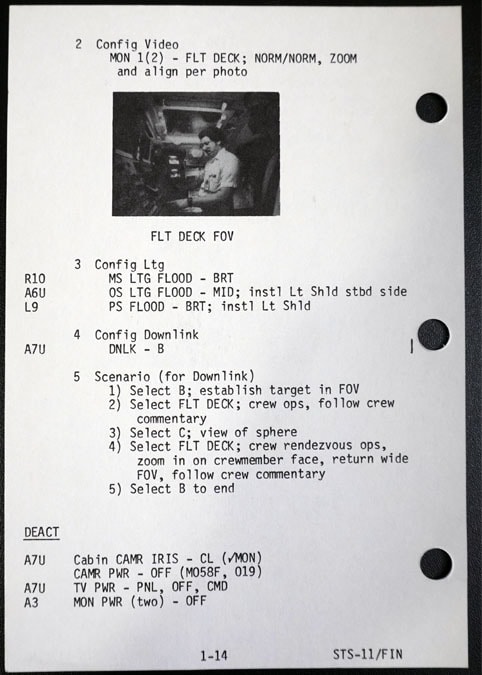 2 Config Video
MON 1(2) - FLT DECK; NORM/NORM, ZOOM
and align per photo
FLT DECK FOV
3 Config Ltg
R10 MS LTG FLOOD - BRT
A6U OS LTG FLOOD - MID; instl Lt Shld stbd side
L9 PS FLOOD - BRT; instl Lt Shld
4 Config Downlink
A7U DNLK - B
5 Scenario (for Downlink)
1) Select B; establish target in FOV
2) Select FLT DECK; crew ops, follow crew
commentary
3) Select C; view of sphere
4) Select FLT DECK; crew rendezvous ops,
zoom in on crewmember face, return wide
FOV, follow crew commentary
5) Select B to end
DEACT
A7U Cabin CAMR IRIS - CL (✓MON)
CAMR PWR - OFF (MO58F, O19)
A7U TV PWR - PNL, OFF, CMD
A3 MON PWR (two) - OFF
1-14 STS-11/FIN